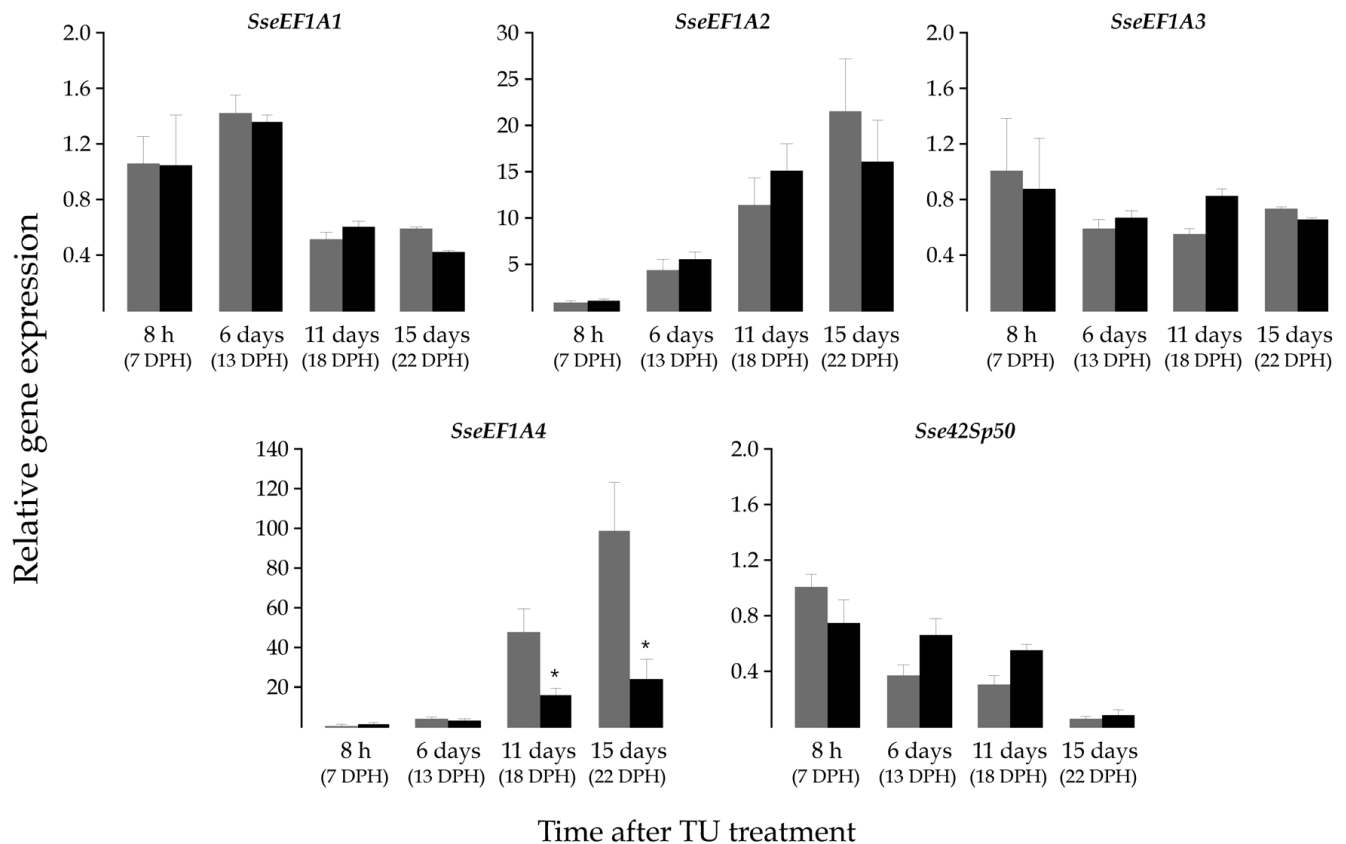 SseEF1A1
SseEF1A2
SseEF1A3
2.0
1.6
1.2
0.8
0.4
30
25
20
15
10
5
2.0
1.6
1.2
0.8
0.4
8 h 6 days 11 days 15 days
(7 DPH) (13 DPH) (18 DPH) (22 DPH)
8 h 6 days 11 days 15 days
(7 DPH) (13 DPH) (18 DPH) (22 DPH)
8 h 6 days 11 days 15 days
(7 DPH) (13 DPH) (18 DPH) (22 DPH)
Relative gene expression
SseEF1A4
Sse42Sp50
140
120
100
80
60
40
20
*
*
2.0
1.6
1.2
0.8
0.4
8 h 6 days 11 days 15 days
(7 DPH) (13 DPH) (18 DPH) (22 DPH)
8 h 6 days 11 days 15 days
(7 DPH) (13 DPH) (18 DPH) (22 DPH)
Time after TU treatment